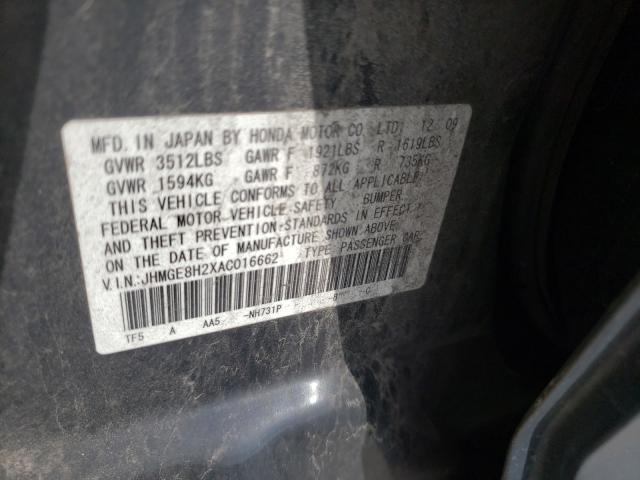 MFD. IN JAPAN BY HONDA MOTOR CO., LTD. 12 09
GVWR 3512LBS GAWR F 1921LBS R 1619LBS
GVWR 1594KG GAWR F 872KG R 735KG
THIS VEHICLE CONFORMS TO ALL APPLICABLE
FEDERAL MOTOR VEHICLE SAFETY BUMPER
AND THEFT PREVENTION STANDARDS IN EFFECT
ON THE DATE OF MANUFACTURE SHOWN ABOVE.
V.I.N.:JHMGE8H2XAC016662 TYPE:PASSENGER CAR
TF5 A AA5 -NH731P